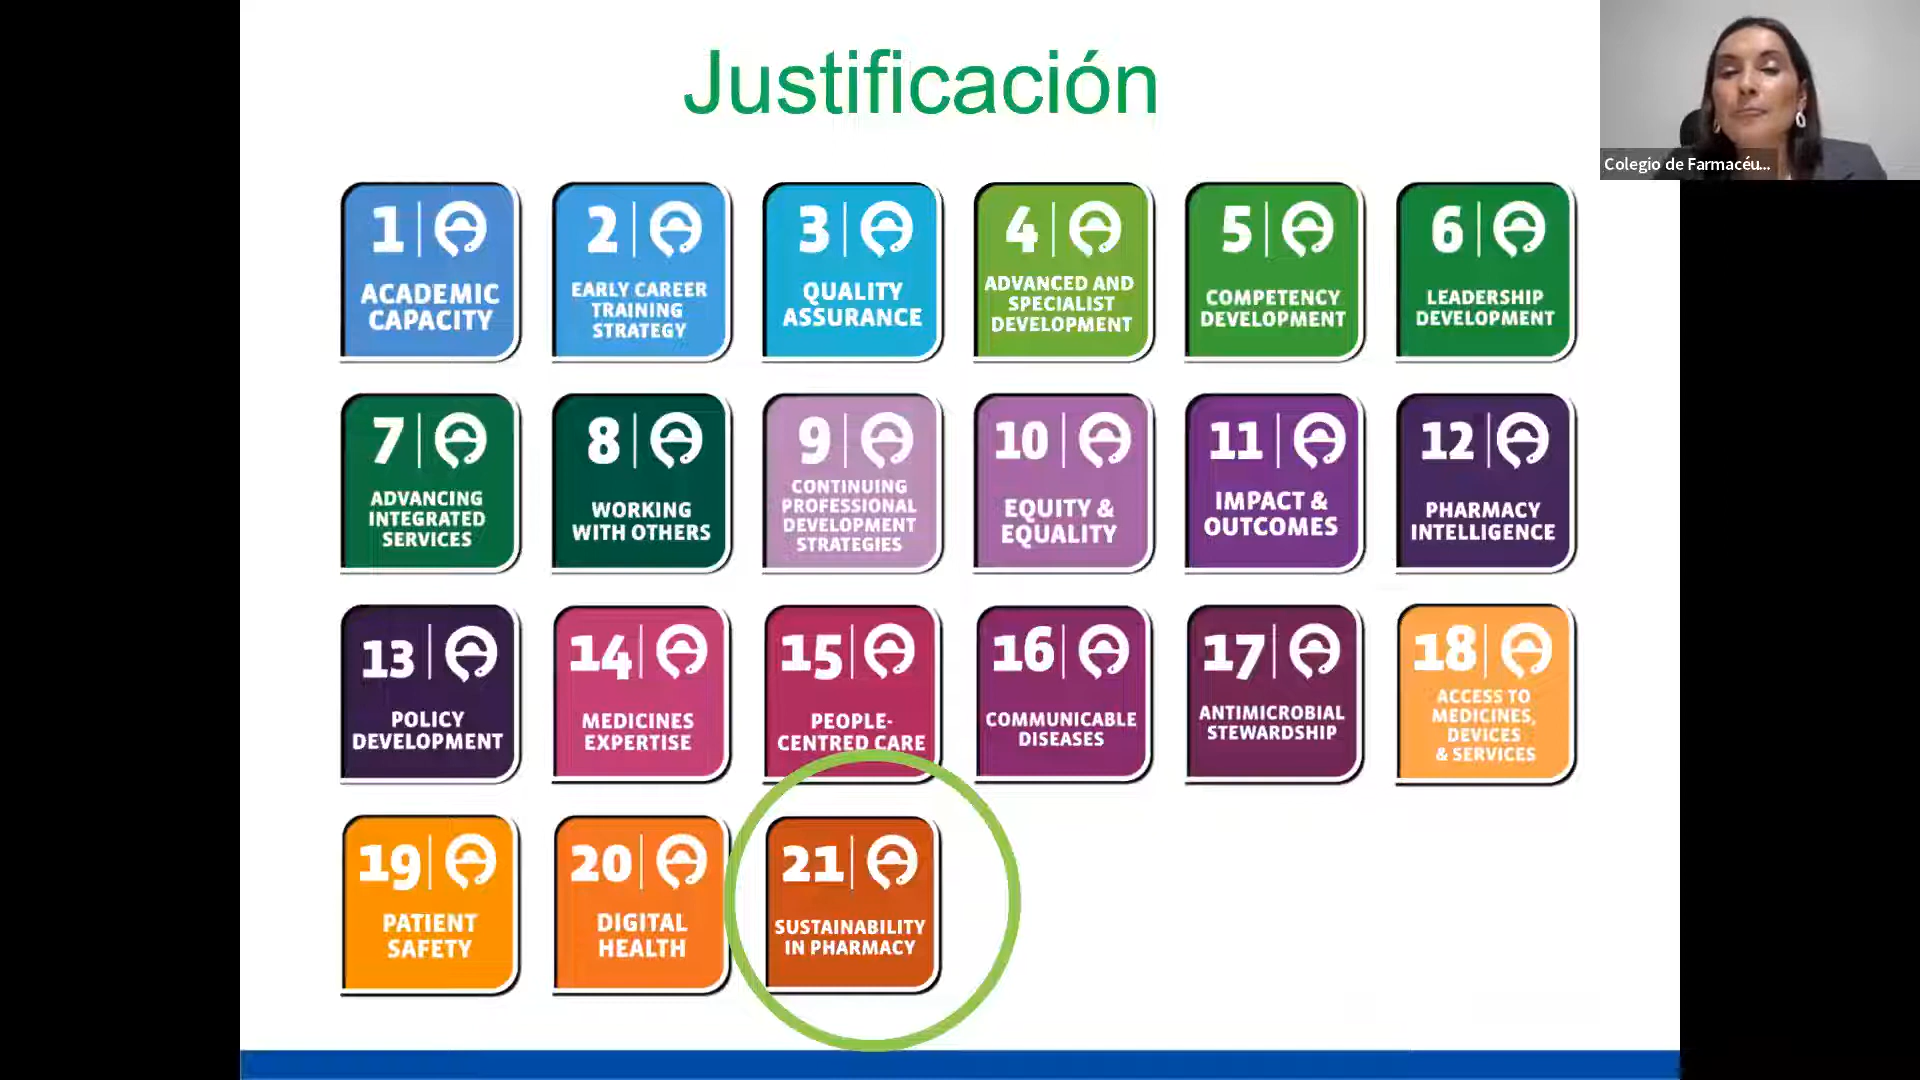 Justificación
Colegio de Farmacéu...
1
ACADEMIC
CAPACITY
2
EARLY CAREER
TRAINING
STRATEGY
3
QUALITY
ASSURANCE
4
ADVANCED AND
SPECIALIST
DEVELOPMENT
5
COMPETENCY
DEVELOPMENT
6
LEADERSHIP
DEVELOPMENT
7
ADVANCING
INTEGRATED
SERVICES
8
WORKING
WITH OTHERS
9
CONTINUING
PROFESSIONAL
DEVELOPMENT
STRATEGIES
10
EQUITY &
EQUALITY
11
IMPACT &
OUTCOMES
12
PHARMACY
INTELLIGENCE
13
POLICY
DEVELOPMENT
14
MEDICINES
EXPERTISE
15
PEOPLE-
CENTRED CARE
16
COMMUNICABLE
DISEASES
17
ANTIMICROBIAL
STEWARDSHIP
18
ACCESS TO
MEDICINES,
DEVICES
& SERVICES
19
PATIENT
SAFETY
20
DIGITAL
HEALTH
21
SUSTAINABILITY
IN PHARMACY